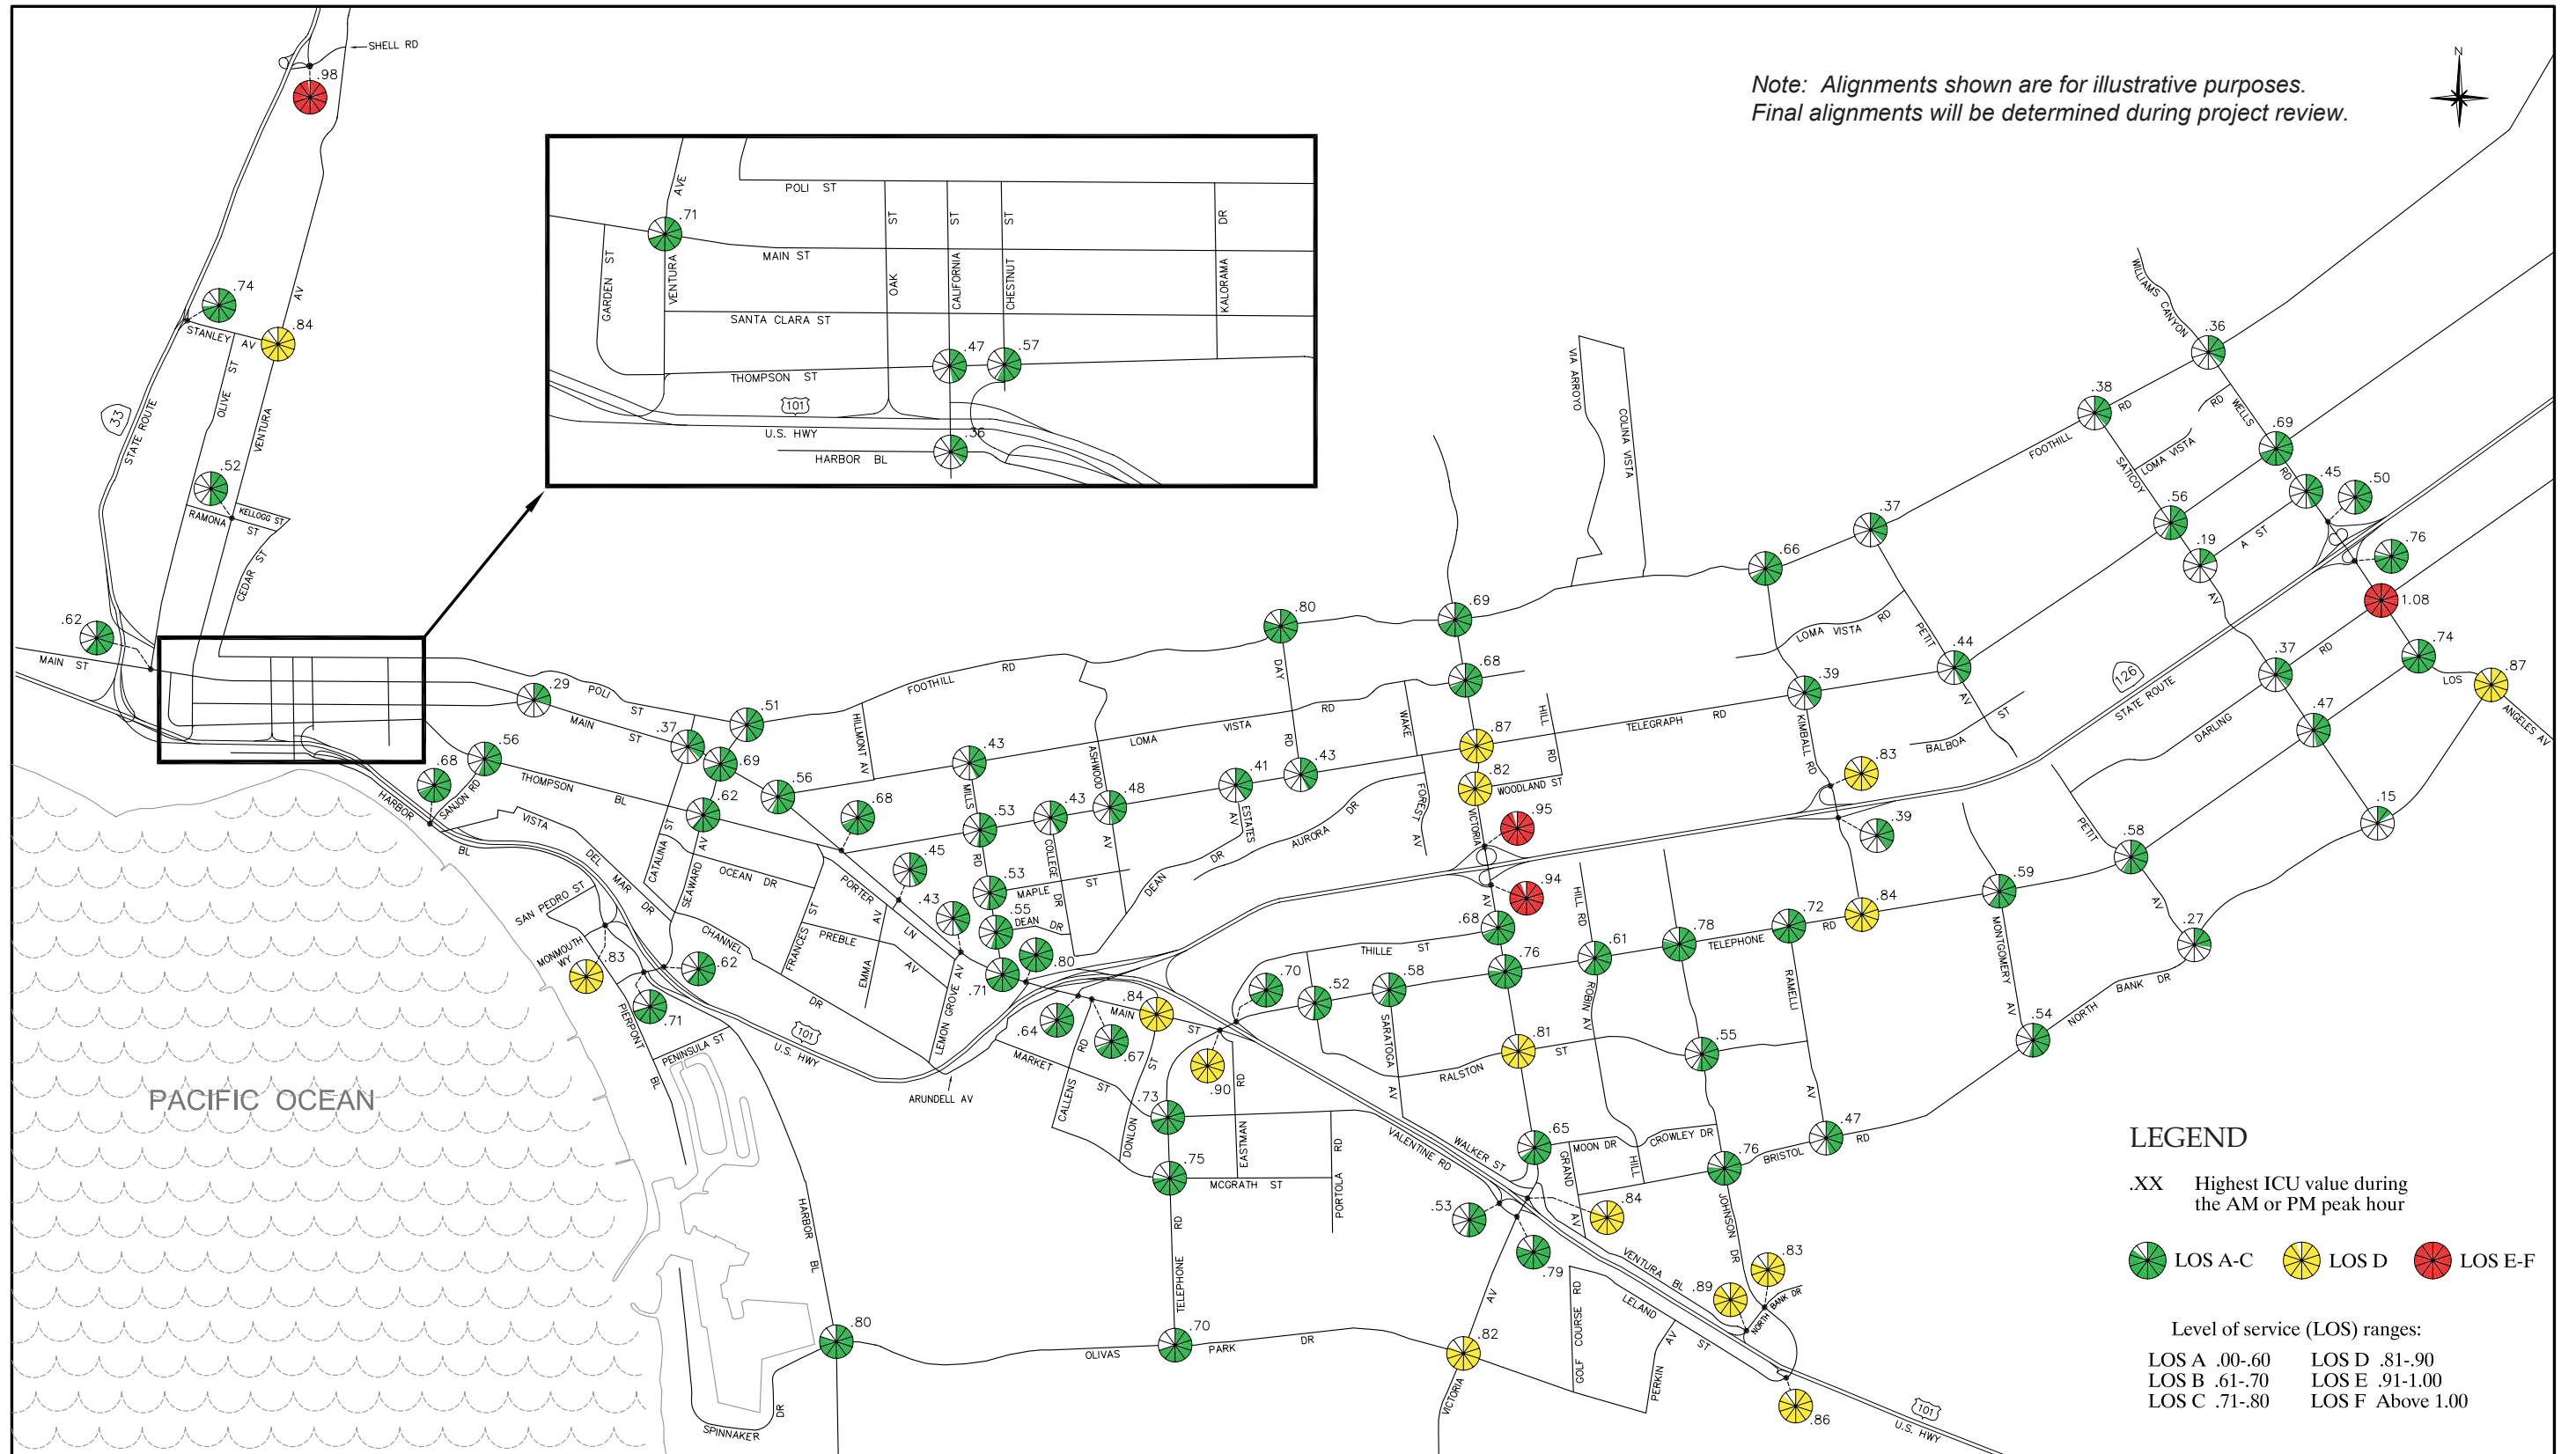 SHELL RD
.98
Note: Alignments shown are for illustrative purposes.
Final alignments will be determined during project review.
N
POLI ST
AVE
.71
MAIN ST
GARDEN ST
VENTURA
OAK ST
CALIFORNIA ST
CHESTNUT ST
KALORAMA DR
SANTA CLARA ST
.47
.57
THOMPSON ST
101
U.S. HWY
.36
HARBOR BL
.74
STANLEY AV
.84
AV
OLIVE ST
VENTURA
33
STATE ROUTE
.52
RAMONA ST
KELLOGG ST
CEDAR ST
.62
MAIN ST
.29
POLI ST
MAIN ST
.37
.51
.69
.56
.68
SANJON RD
HARBOR BL
THOMPSON BL
.62
.56
.68
VISTA DEL MAR DR
CATALINA ST
SEAWARD AV
OCEAN DR
SAN PEDRO ST
MONMOUTH WY
.83
.62
.71
PIERPONT BL
PENINSULA ST
CHANNEL DR
FRANCES ST
PREBLE AV
EMMA AV
PORTER LN
LEMON GROVE AV
101
U.S. HWY
ARUNDELL AV
HILLMONT AV
FOOTHILL RD
.43
LOMA VISTA RD
MILLS RD
.53
.43
.48
ASHWOOD AV
COLLEGE DR
.45
.43
.53
MAPLE ST
.55
DEAN DR
.80
.71
.41
.43
ESTATES AV
DEAN DR
AURORA DR
.80
DAY RD
.69
.68
WAKE FOREST AV
.87
.82
WOODLAND ST
HILL RD
VICTORIA AV
.95
.94
VIA ARROYO
COLINA VISTA
TELEGRAPH RD
.66
.37
LOMA VISTA RD
PETIT AV
.39
.44
KIMBALL RD
.83
.39
BALBOA ST
FOOTHILL RD
.38
.36
WILLIAMS CANYON
WELLS RD
LOMA VISTA RD
SATICOY AV
.69
.56
.45
.50
.19
A ST
.76
1.08
.74
.87
LOS ANGELES AV
126
STATE ROUTE
DARLING RD
.37
.47
.15
PETIT AV
.58
.27
.59
MONTGOMERY AV
.54
NORTH BANK DR
.84
.72
TELEPHONE RD
.78
.61
HILL RD
.68
.76
THILLE ST
.70
.52
.58
SARATOGA AV
ROBIN AV
RAMELLI AV
.81
RALSTON ST
.55
.47
BRISTOL RD
.76
.65
MOON DR
CROWLEY DR
GRAND AV
HILL
JOHNSON DR
WALKER ST
VALENTINE RD
.53
.84
.79
VENTURA BL
.83
.89
NORTH BANK DR
LELAND ST
.86
GOLF COURSE RD
PERKIN AV
101
U.S. HWY
.64
.67
.84
MAIN ST
.90
MARKET ST
CALLENS RD
DONLON ST
.73
.75
EASTMAN RD
MCGRATH ST
PORTOLA RD
TELEPHONE RD
PACIFIC OCEAN
HARBOR BL
.80
SPINNAKER DR
OLIVAS PARK DR
.70
.82
VICTORIA AV
LEGEND
.XX Highest ICU value during
the AM or PM peak hour
LOS A-C LOS D LOS E-F
Level of service (LOS) ranges:
LOS A .00-.60 LOS D .81-.90
LOS B .61-.70 LOS E .91-1.00
LOS C .71-.80 LOS F Above 1.00